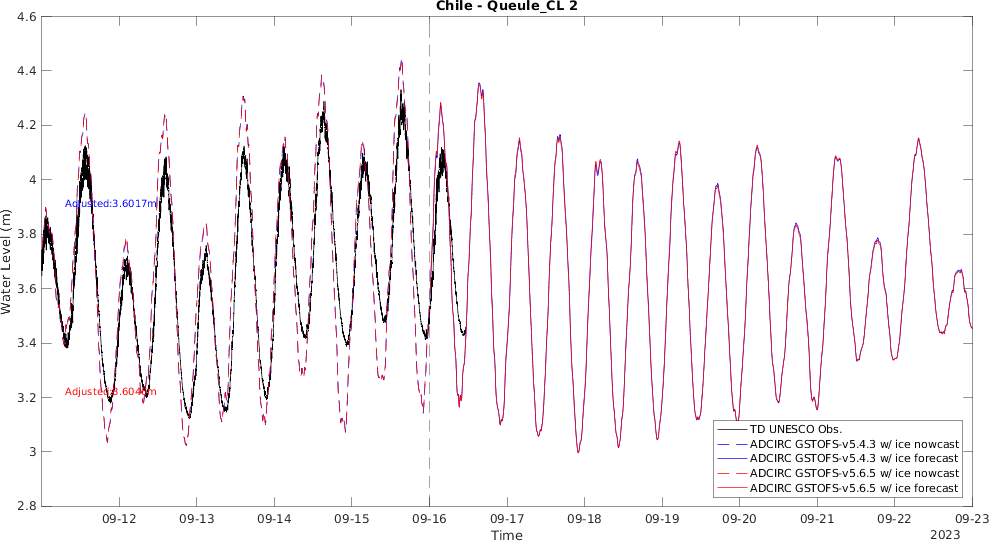 Chile - Queule_CL 2
4.6
4.4
4.2
4
3.8
3.6
3.4
3.2
3
2.8
Water Level (m)
Adjusted:3.6017m
TD UNESCO Obs.
ADCIRC GSTOFS-v5.4.3 w/ ice nowcast
ADCIRC GSTOFS-v5.4.3 w/ ice forecast
ADCIRC GSTOFS-v5.6.5 w/ ice nowcast
ADCIRC GSTOFS-v5.6.5 w/ ice forecast
09-12
09-13
09-14
09-15
09-16
09-17
09-18
09-19
09-20
09-21
09-22
09-23
Time
2023